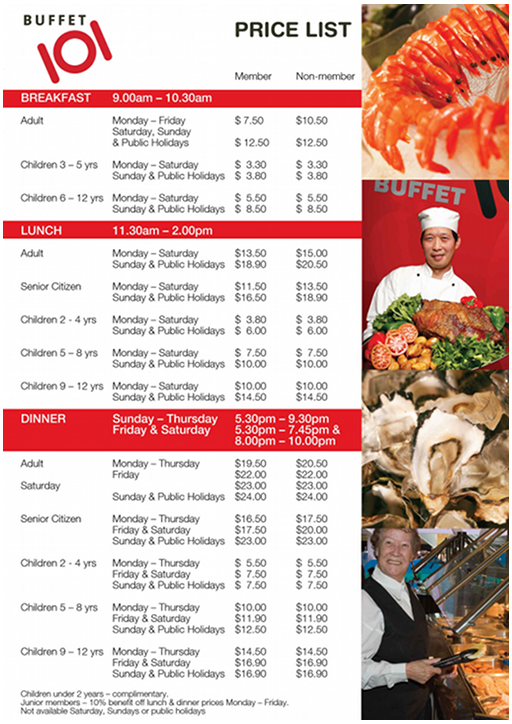 BUFFET
101
PRICE LIST
Member Non-member
BREAKFAST 9.00am – 10.30am
Adult Monday – Friday $ 7.50 $10.50
Saturday, Sunday
& Public Holidays $ 12.50 $12.50
Children 3 – 5 yrs Monday – Saturday $ 3.30 $ 3.30
Sunday & Public Holidays $ 3.80 $ 3.80
Children 6 – 12 yrs Monday – Saturday $ 5.50 $ 5.50
Sunday & Public Holidays $ 8.50 $ 8.50
LUNCH 11.30am – 2.00pm
Adult Monday – Saturday $13.50 $15.00
Sunday & Public Holidays $18.90 $20.50
Senior Citizen Monday – Saturday $11.50 $13.50
Sunday & Public Holidays $16.50 $18.90
Children 2 - 4 yrs Monday – Saturday $ 3.80 $ 3.80
Sunday & Public Holidays $ 6.00 $ 6.00
Children 5 – 8 yrs Monday – Saturday $ 7.50 $ 7.50
Sunday & Public Holidays $10.00 $10.00
Children 9 – 12 yrs Monday – Saturday $10.00 $10.00
Sunday & Public Holidays $14.50 $14.50
DINNER Sunday – Thursday 5.30pm – 9.30pm
Friday & Saturday 5.30pm – 7.45pm &
8.00pm – 10.00pm
Adult Monday – Thursday $19.50 $20.50
Friday $22.00 $22.00
Saturday $23.00 $23.00
Sunday & Public Holidays $24.00 $24.00
Senior Citizen Monday – Thursday $16.50 $17.50
Friday & Saturday $17.50 $20.00
Sunday & Public Holidays $23.00 $23.00
Children 2 - 4 yrs Monday – Thursday $ 5.50 $ 5.50
Friday & Saturday $ 7.50 $ 7.50
Sunday & Public Holidays $ 7.50 $ 7.50
Children 5 – 8 yrs Monday – Thursday $10.00 $10.00
Friday & Saturday $11.90 $11.90
Sunday & Public Holidays $12.50 $12.50
Children 9 – 12 yrs Monday – Thursday $14.50 $14.50
Friday & Saturday $16.90 $16.90
Sunday & Public Holidays $16.90 $16.90
Children under 2 years – complimentary.
Junior members – 10% benefit off lunch & dinner prices Monday – Friday.
Not available Saturday, Sundays or public holidays
BUFFET